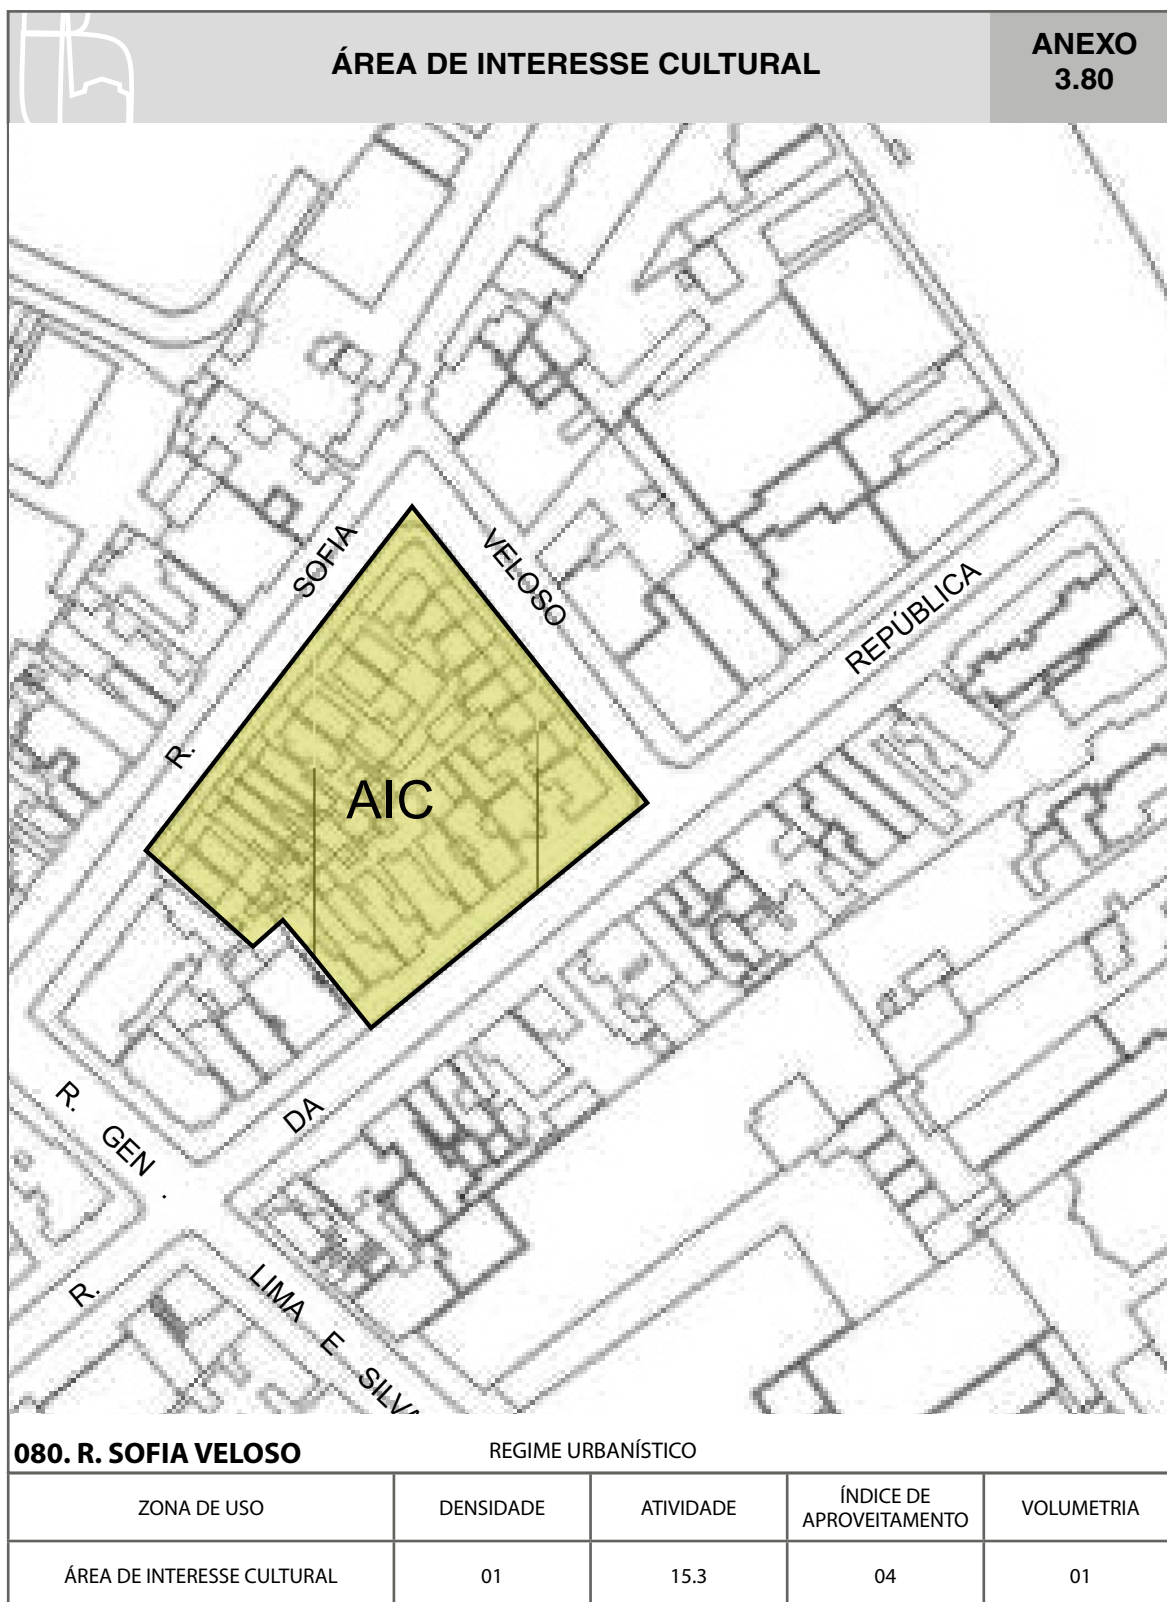 ÁREA DE INTERESSE CULTURAL
ANEXO
3.80
SOFIA
VELOSO
REPÚBLICA
R.
AIC
R.
GEN .
DA
R.
LIMA E SILVA
080. R. SOFIA VELOSO
REGIME URBANÍSTICO
ZONA DE USO
DENSIDADE
ATIVIDADE
ÍNDICE DE
APROVEITAMENTO
VOLUMETRIA
ÁREA DE INTERESSE CULTURAL
01
15.3
04
01